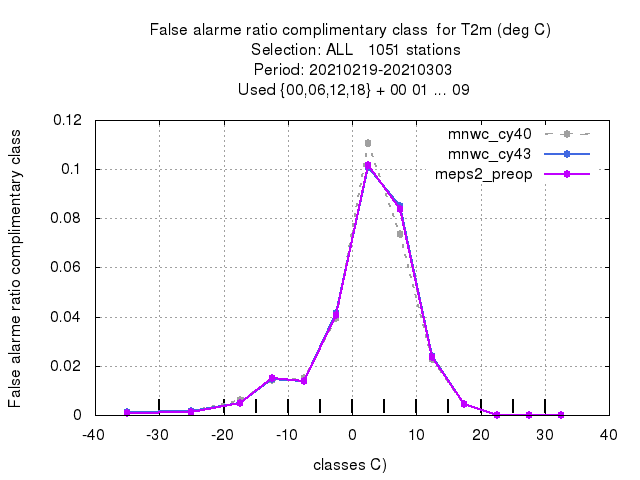 False alarme ratio complimentary class  for T2m (deg C)
Selection: ALL   1051 stations
Period: 20210219-20210303
Used {00,06,12,18} + 00 01 ... 09
False alarme ratio complimentary class
0.12
0.1
0.08
0.06
0.04
0.02
0
mnwc_cy40
mnwc_cy43
meps2_preop
-40 -30 -20 -10 0 10 20 30 40
classes C)